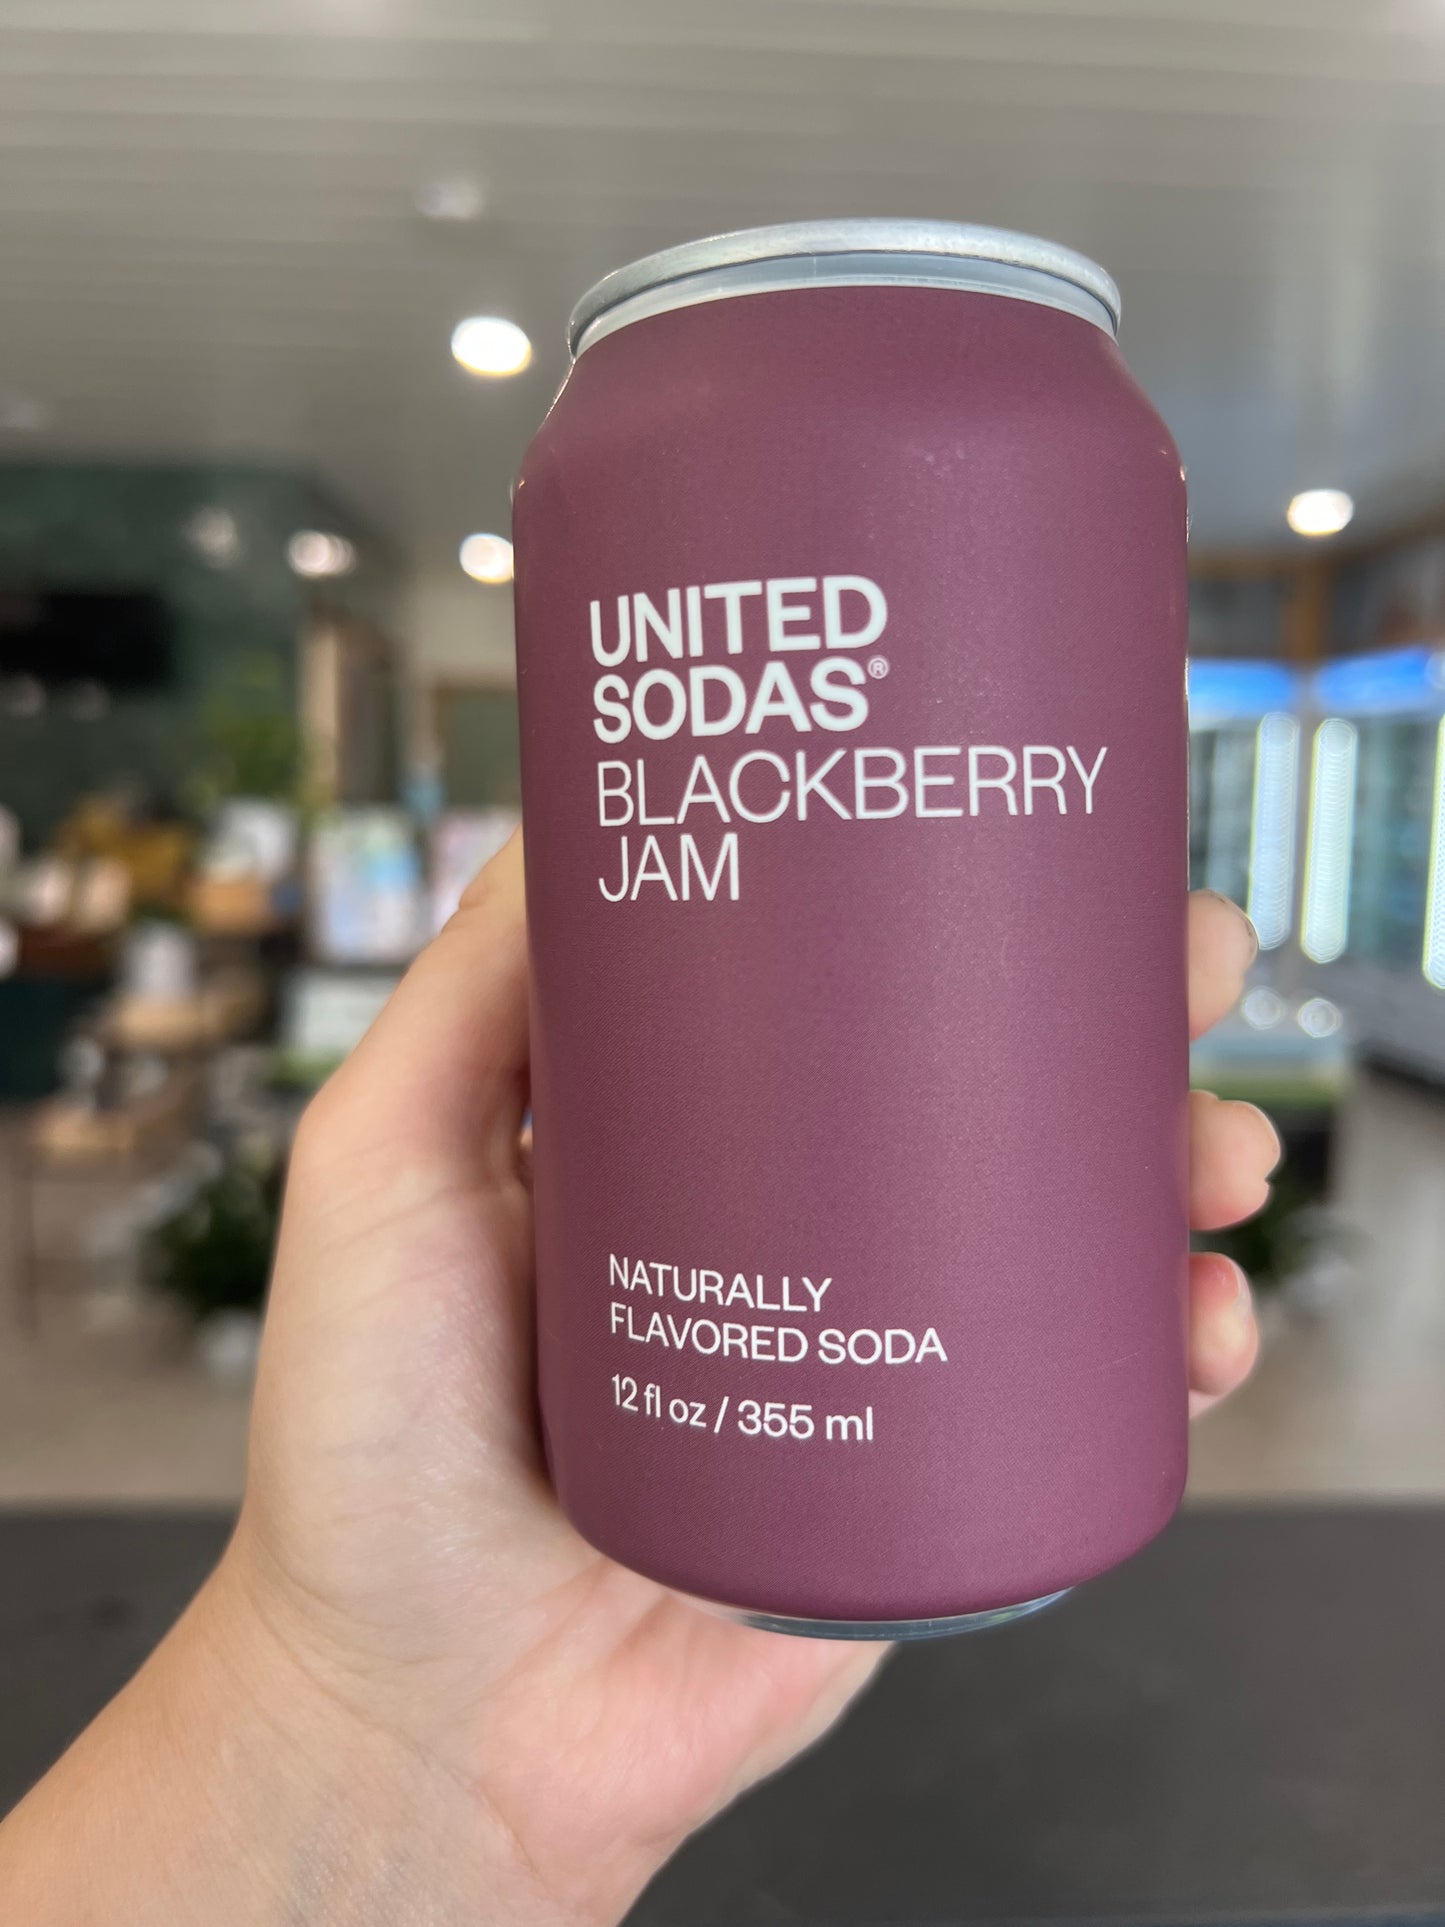 UNITED
SODAS®
BLACKBERRY
JAM
NATURALLY
FLAVORED SODA
12 fl oz / 355 ml